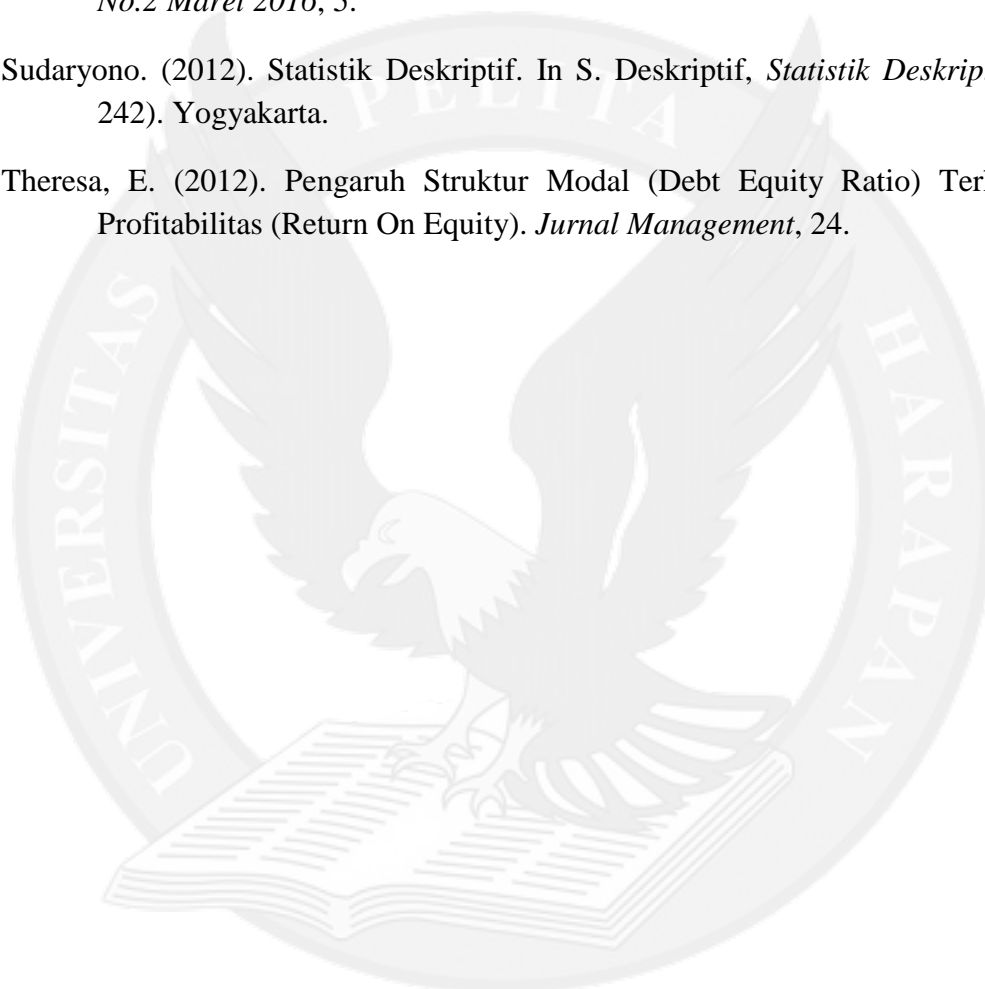 No.2 Maret 2016, 5.
Sudaryono. (2012). Statistik Deskriptif. In S. Deskriptif, Statistik Deskrip
242). Yogyakarta.
Theresa, E. (2012). Pengaruh Struktur Modal (Debt Equity Ratio) Ter
Profitabilitas (Return On Equity). Jurnal Management, 24.
UNIVERSITAS PELITA HARAPAN